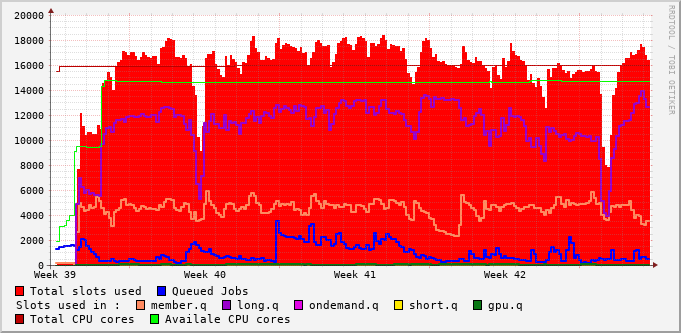 20000
18000
16000
14000
12000
10000
8000
6000
4000
2000
0
Week 39 Week 40 Week 41 Week 42
Total slots used Queued Jobs
Slots used in : member.q long.q ondemand.q short.q gpu.q
Total CPU cores Availale CPU cores
RRDTOOL / TOBI OETIKER